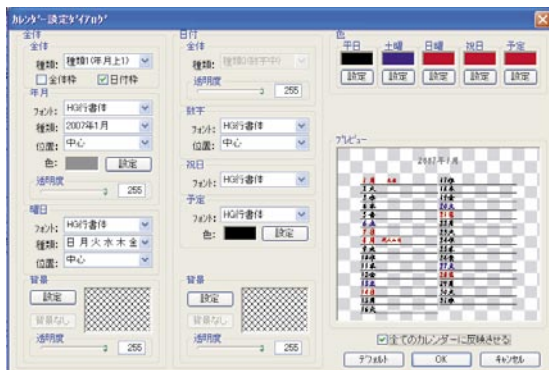 カレンダー設定ダイアログ
全体
全体
種類: 種類1(年月上1)
全体枠 日付枠
年月
フォント: HG行書体
種類: 2007年1月
位置: 中心
色: 設定
透明度
255
曜日
フォント: HG行書体
種類: 日月火水木金
位置: 中心
背景
設定
背景なし
透明度
255
日付
全体
種類: 種類2(数字中)
透明度
255
数字
フォント: HG行書体
位置: 中心
祝日
フォント: HG行書体
予定
フォント: HG行書体
色: 設定
背景
設定
背景なし
透明度
255
色
平日 土曜 日曜 祝日 予定
設定 設定 設定 設定 設定
プレビュー
2007年1月
全てのカレンダーに反映させる
デフォルト OK キャンセル